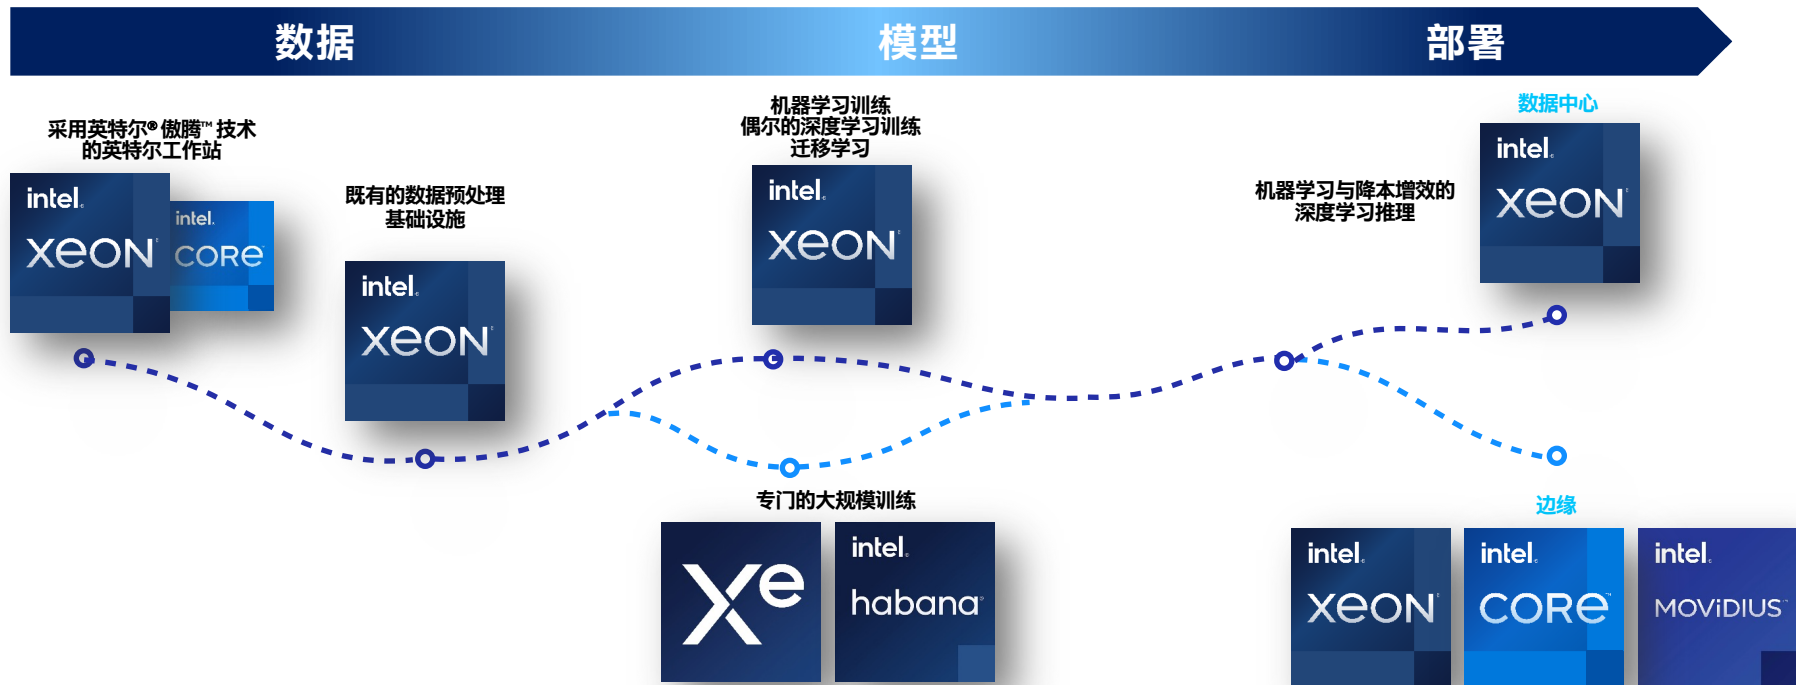 数据
模型
部署
采用英特尔®傲腾™技术
的英特尔工作站
intel.
xeon
intel.
CORe
既有的数据预处理
基础设施
intel.
xeon
机器学习训练
偶尔的深度学习训练
迁移学习
intel.
xeon
专门的大规模训练
Xe
intel.
habana
机器学习与降本增效的
深度学习推理
数据中心
intel.
xeon
边缘
intel.
xeon
intel.
CORe
intel.
MOViDiUS